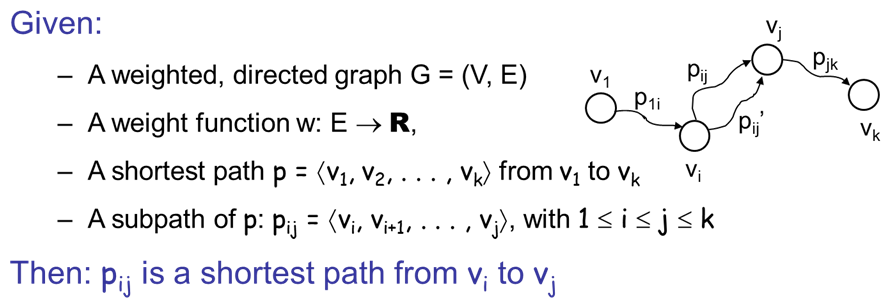 Given:
– A weighted, directed graph G = (V, E)
– A weight function w: E → R,
– A shortest path p = ⟨v₁, v₂, . . . , vₖ⟩ from v₁ to vₖ
– A subpath of p: pᵢⱼ = ⟨vᵢ, vᵢ₊₁, . . . , vⱼ⟩, with 1 ≤ i ≤ j ≤ k
Then: pᵢⱼ is a shortest path from vᵢ to vⱼ
v₁
p₁ᵢ
vᵢ
pᵢⱼ
pᵢⱼ’
vⱼ
pⱼₖ
vₖ